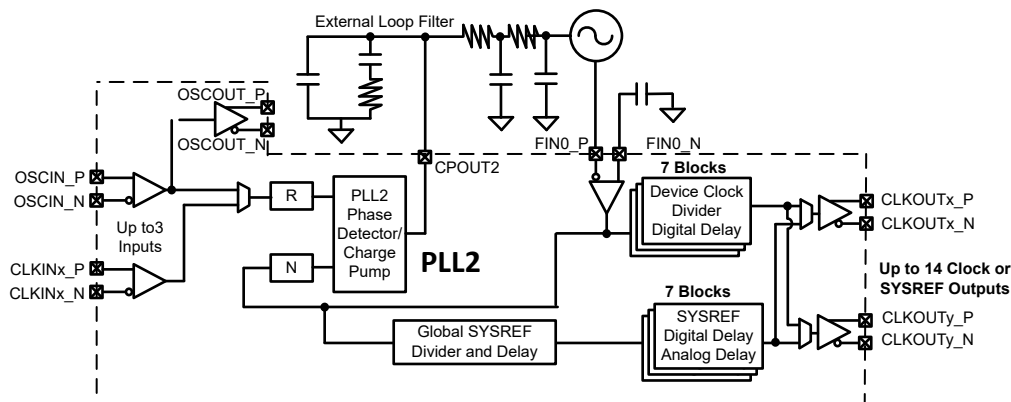 External Loop Filter
OSCOUT_P
OSCOUT_N
FIN0_P
FIN0_N
CPOUT2
7 Blocks
OSCIN_P
OSCIN_N
R
PLL2
Phase
Detector/
Charge
Pump
Device Clock
Divider
Digital Delay
CLKOUTx_P
CLKOUTx_N
Up to3
Inputs
PLL2
CLKINx_P
CLKINx_N
N
Up to 14 Clock or
SYSREF Outputs
7 Blocks
Global SYSREF
Divider and Delay
SYSREF
Digital Delay
Analog Delay
CLKOUTy_P
CLKOUTy_N